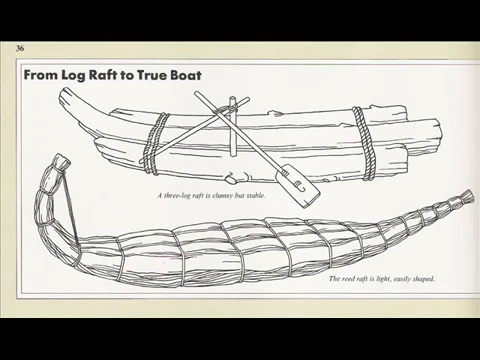 36
From Log Raft to True Boat
A three-log raft is clumsy but stable.
The reed raft is light, easily shaped.